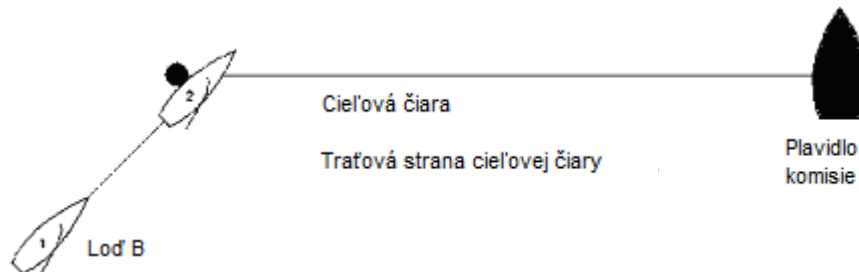 2
Cieľová čiara
Traťová strana cieľovej čiary
Plavidlo
komisie
1
Loď B